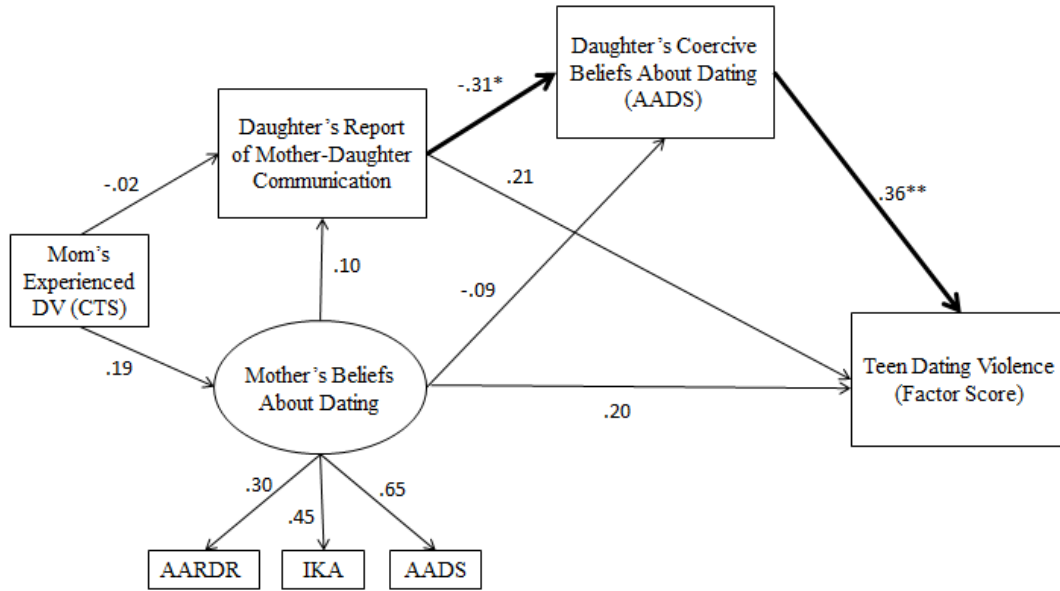 Daughter’s Coercive
Beliefs About Dating
(AADS)
-.31*
Daughter’s Report
of Mother-Daughter
Communication
.21
.36**
-.02
Mom’s
Experienced
DV (CTS)
.10
-.09
.19
Mother’s Beliefs
About Dating
.20
Teen Dating Violence
(Factor Score)
.30
.45
.65
AARDR
IKA
AADS